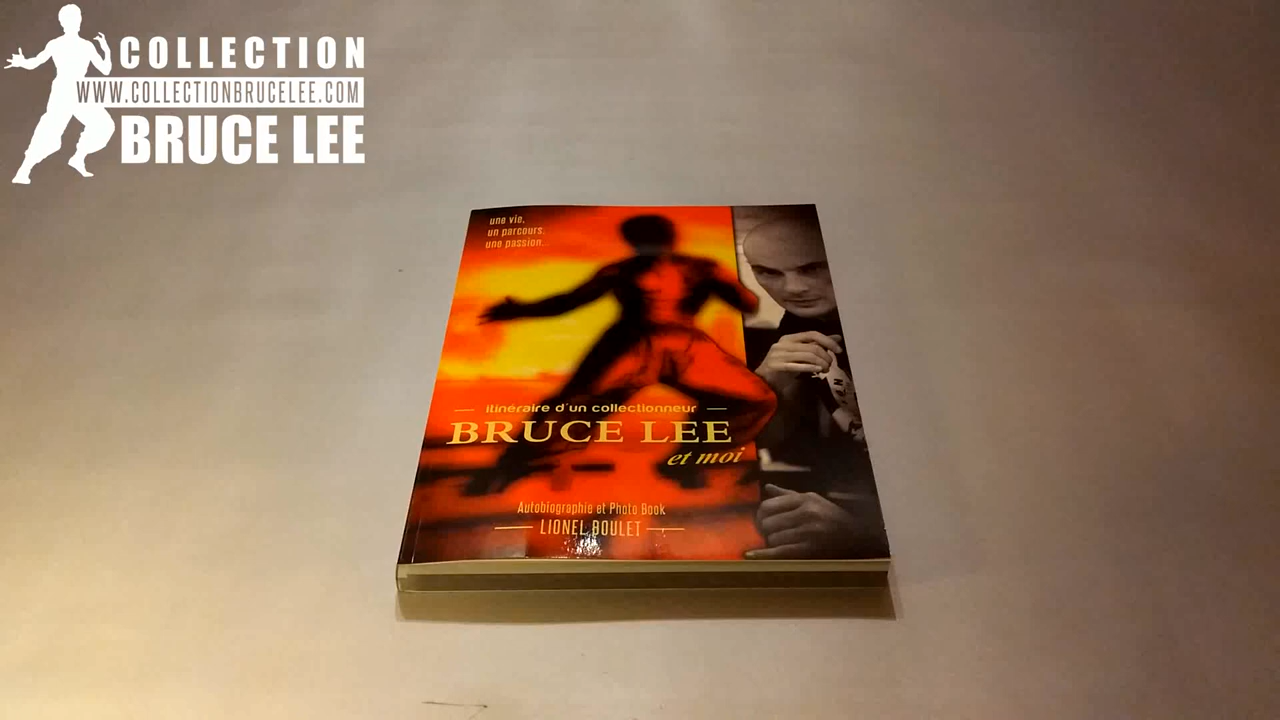 COLLECTION
WWW.COLLECTIONBRUCELEE.COM
BRUCE LEE
une vie,
un parcours,
une passion...
itinéraire d'un collectionneur
BRUCE LEE
et moi
Autobiographie et Photo Book
LIONEL BOULET